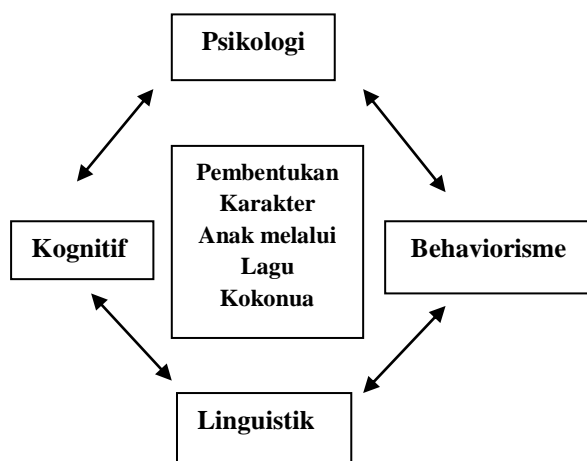 Psikologi
Pembentukan
Karakter
Anak melalui
Lagu
Kokonua
Kognitif
Behaviorisme
Linguistik